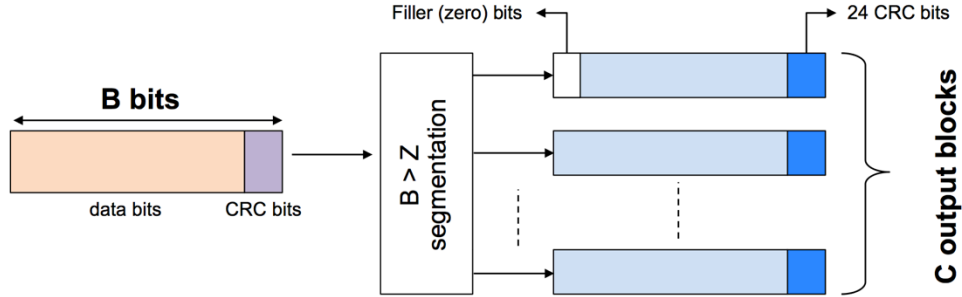 Filler (zero) bits
24 CRC bits
B bits
data bits
CRC bits
B > Z
segmentation
C output blocks